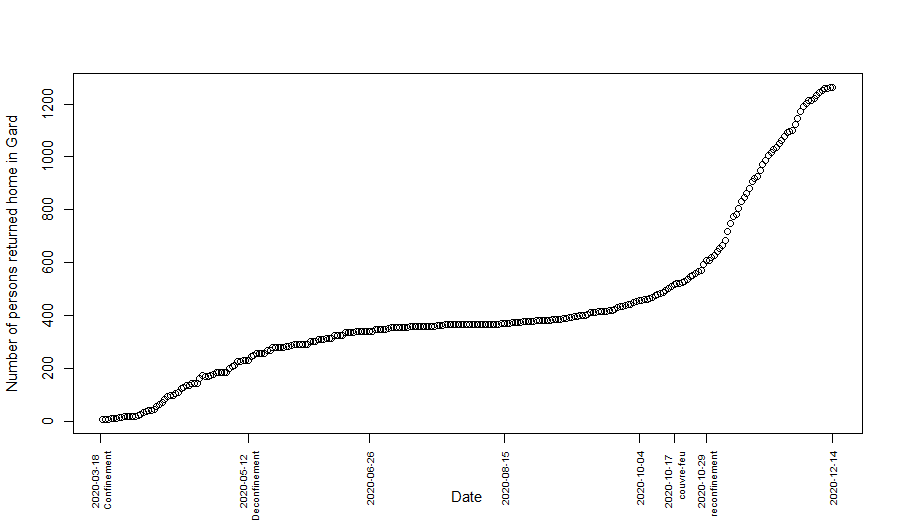 Number of persons returned home in Gard
0
200
400
600
800
1000
1200
2020-03-18
Confinement
2020-05-12
Deconfinement
2020-06-26
2020-08-15
2020-10-04
2020-10-17
couvre-feu
2020-10-29
reconfinement
2020-12-14
Date